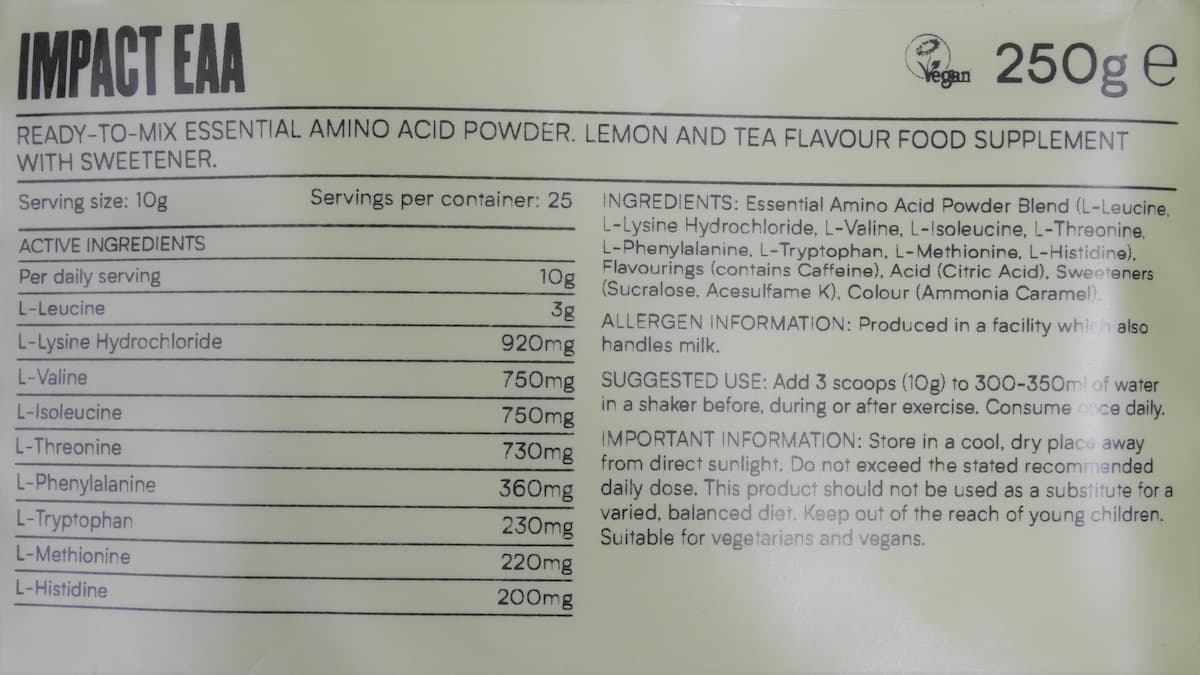 IMPACT EAA
Vegan
250g e
READY-TO-MIX ESSENTIAL AMINO ACID POWDER. LEMON AND TEA FLAVOUR FOOD SUPPLEMENT
WITH SWEETENER.
Serving size: 10g Servings per container: 25
ACTIVE INGREDIENTS
Per daily serving 10g
L-Leucine 3g
L-Lysine Hydrochloride 920mg
L-Valine 750mg
L-Isoleucine 750mg
L-Threonine 730mg
L-Phenylalanine 360mg
L-Tryptophan 230mg
L-Methionine 220mg
L-Histidine 200mg
INGREDIENTS: Essential Amino Acid Powder Blend (L-Leucine,
L-Lysine Hydrochloride, L-Valine, L-Isoleucine, L-Threonine,
L-Phenylalanine, L-Tryptophan, L-Methionine, L-Histidine),
Flavourings (contains Caffeine), Acid (Citric Acid), Sweeteners
(Sucralose, Acesulfame K), Colour (Ammonia Caramel).
ALLERGEN INFORMATION: Produced in a facility which also
handles milk.
SUGGESTED USE: Add 3 scoops (10g) to 300-350ml of water
in a shaker before, during or after exercise. Consume once daily.
IMPORTANT INFORMATION: Store in a cool, dry place away
from direct sunlight. Do not exceed the stated recommended
daily dose. This product should not be used as a substitute for a
varied, balanced diet. Keep out of the reach of young children.
Suitable for vegetarians and vegans.